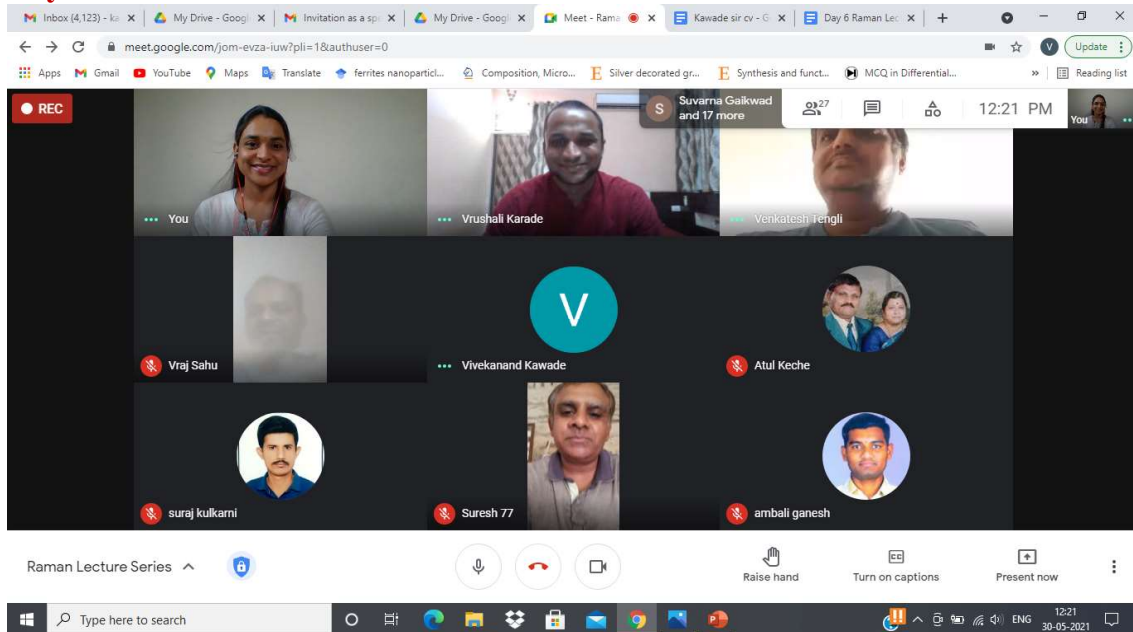 Inbox (4,123) - ka
My Drive - Googl
Invitation as a sp
My Drive - Googl
Meet - Rama
Kawade sir cv - G
Day 6 Raman Lec
meet.google.com/jom-evza-iuw?pli=1&authuser=0
V
Update
Apps
Gmail
YouTube
Maps
Translate
ferrites nanoparticl...
Composition, Micro...
Silver decorated gr...
Synthesis and funct...
MCQ in Differential...
»
Reading list
REC
S
Suvarna Gaikwad
and 17 more
27
12:21 PM
You
You
Vrushali Karade
Venkatesh Tengli
Vraj Sahu
V
Vivekanand Kawade
Atul Keche
suraj kulkarni
Suresh 77
ambali ganesh
Raman Lecture Series
Raise hand
CC
Turn on captions
Present now
Type here to search
ENG
12:21
30-05-2021